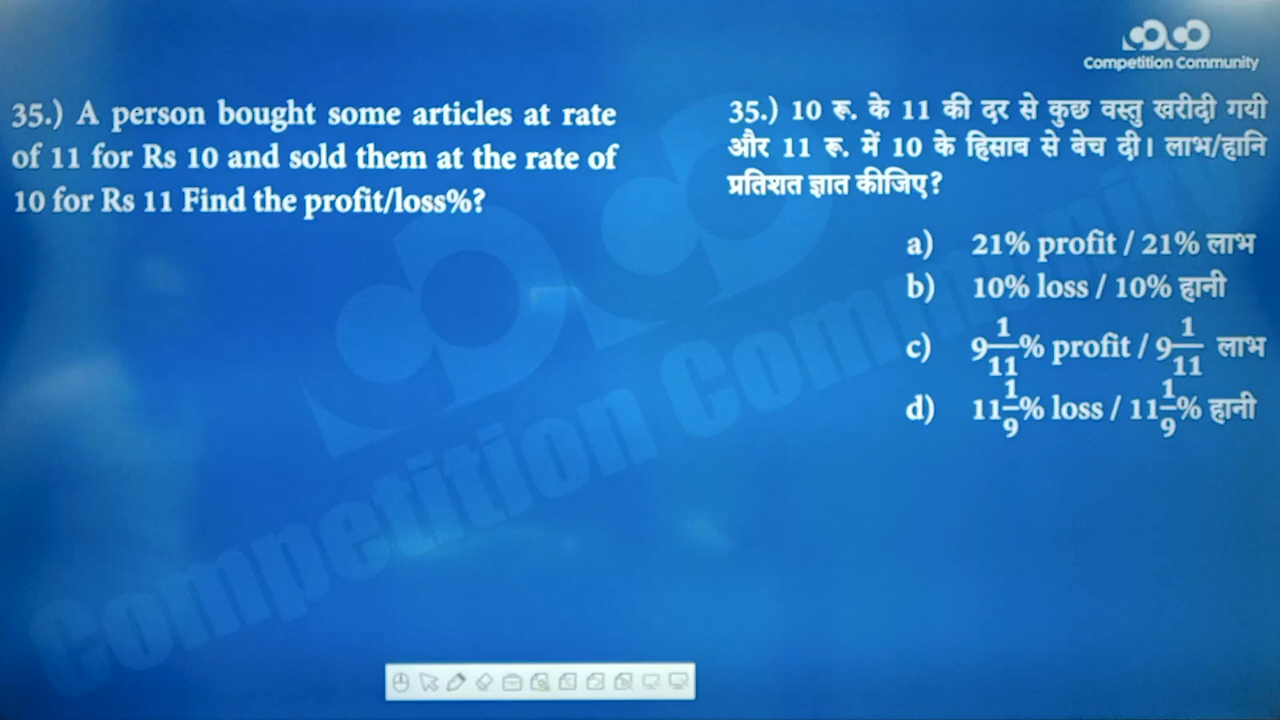 Competition Community
35.) A person bought some articles at rate
of 11 for Rs 10 and sold them at the rate of
10 for Rs 11 Find the profit/loss%?
35.) 10 रू. के 11 की दर से कुछ वस्तु खरीदी गयी
और 11 रू. में 10 के हिसाब से बेच दी। लाभ/हानि
प्रतिशत ज्ञात कीजिए?
a) 21% profit / 21% लाभ
b) 10% loss / 10% हानी
c) 9 1/11% profit / 9 1/11 लाभ
d) 11 1/9% loss / 11 1/9% हानी
Competition Community